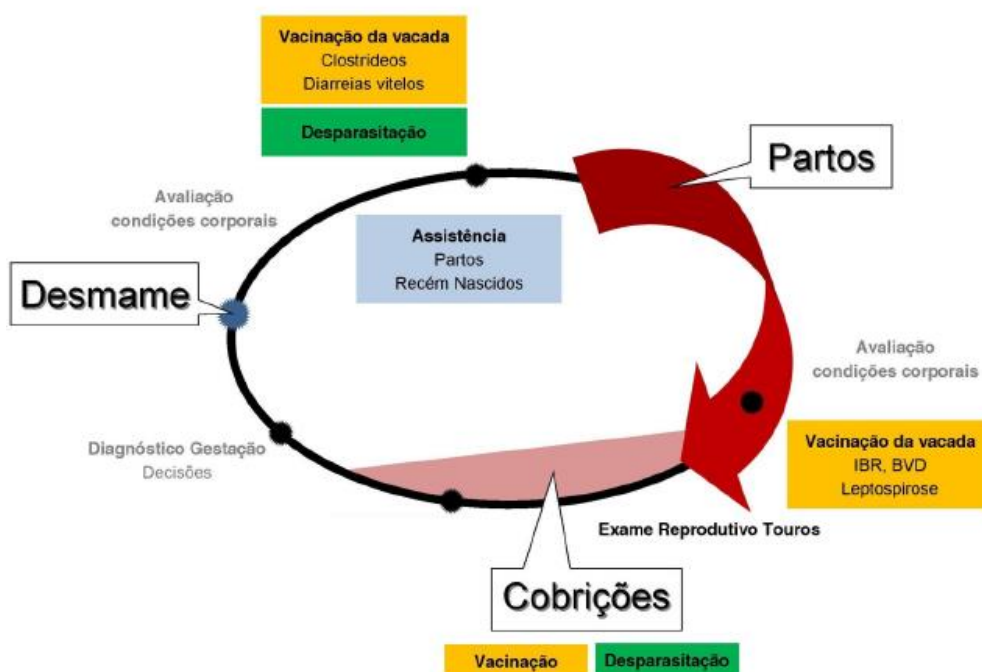 Vacinação da vacada
Clostrideos
Diarreias vitelos
Desparasitação
Partos
Avaliação
condições corporais
Assistência
Partos
Recém Nascidos
Desmame
Avaliação
condições corporais
Diagnóstico Gestação
Decisões
Vacinação da vacada
IBR, BVD
Leptospirose
Exame Reprodutivo Touros
Cobrições
Vacinação
Desparasitação